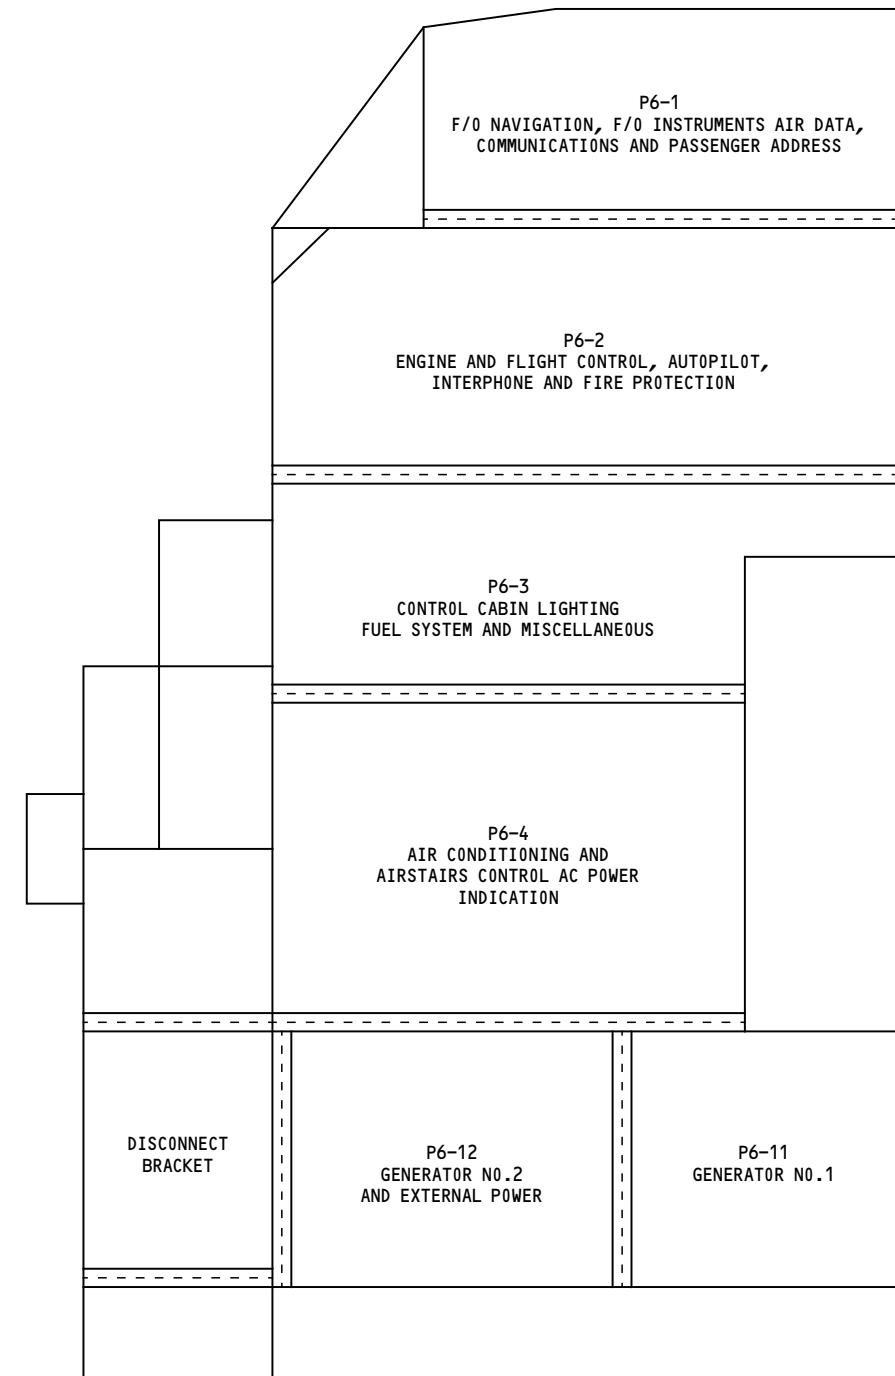 P6-1
F/O NAVIGATION, F/O INSTRUMENTS AIR DATA,
COMMUNICATIONS AND PASSENGER ADDRESS
P6-2
ENGINE AND FLIGHT CONTROL, AUTOPILOT,
INTERPHONE AND FIRE PROTECTION
P6-3
CONTROL CABIN LIGHTING
FUEL SYSTEM AND MISCELLANEOUS
P6-4
AIR CONDITIONING AND
AIRSTAIRS CONTROL AC POWER
INDICATION
DISCONNECT
BRACKET
P6-12
GENERATOR NO.2
AND EXTERNAL POWER
P6-11
GENERATOR NO.1